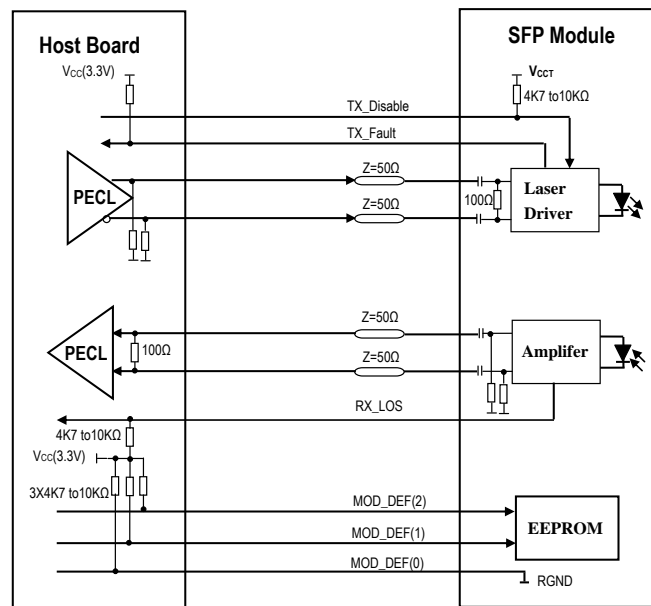 Host Board
SFP Module
Vcc(3.3V)
VCCT
4K7 to10KΩ
TX_Disable
TX_Fault
PECL
Z=50Ω
Z=50Ω
100Ω
Laser
Driver
PECL
100Ω
Z=50Ω
Z=50Ω
Amplifer
RX_LOS
4K7 to10KΩ
Vcc(3.3V)
3X4K7 to10KΩ
MOD_DEF(2)
MOD_DEF(1)
MOD_DEF(0)
EEPROM
RGND